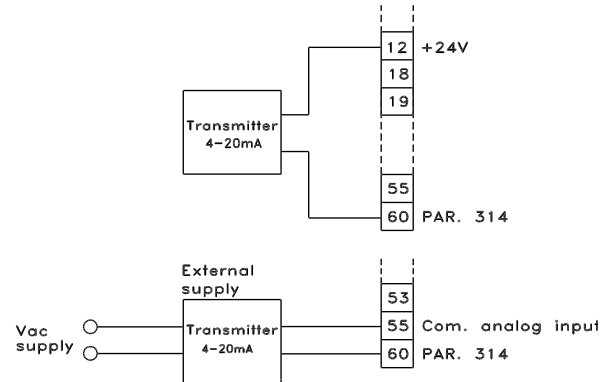 12 +24V
18
19
Transmitter
4-20mA
55
60 PAR. 314
External
supply
53
Vac
supply
Transmitter
4-20mA
55 Com. analog input
60 PAR. 314